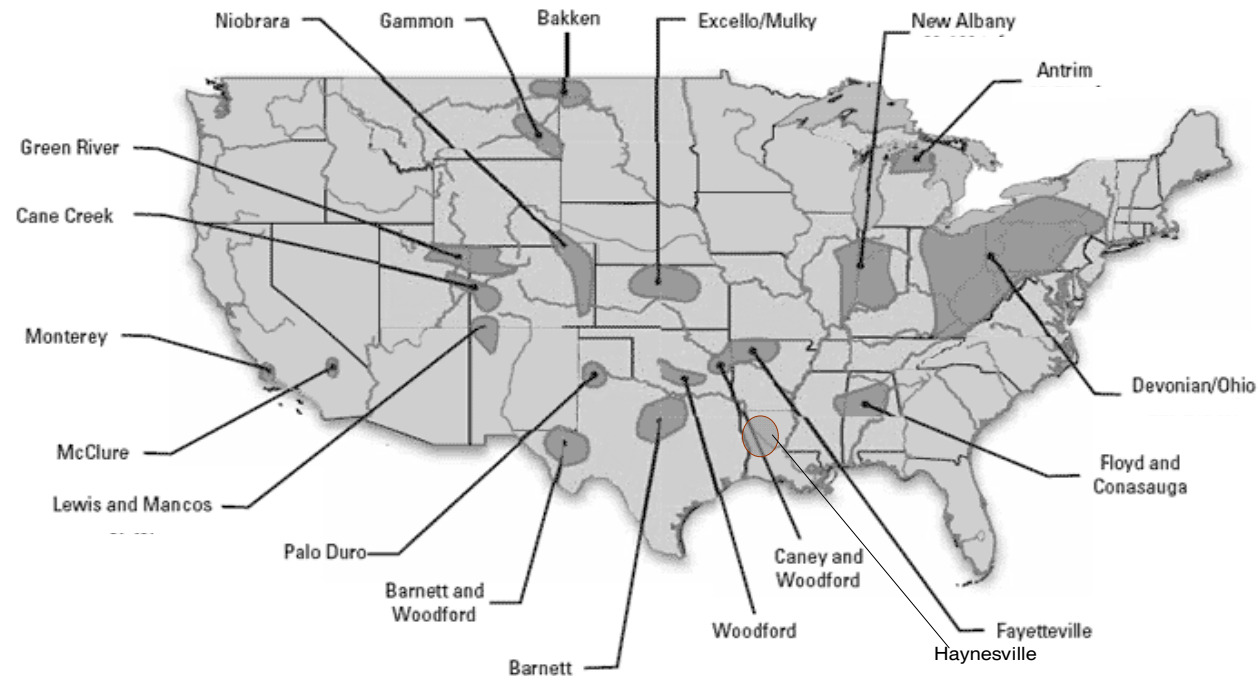 Niobrara
Gammon
Bakken
Excello/Mulky
New Albany
Antrim
Green River
Cane Creek
Monterey
Devonian/Ohio
McClure
Floyd and
Conasauga
Lewis and Mancos
Palo Duro
Caney and
Woodford
Barnett and
Woodford
Woodford
Fayetteville
Haynesville
Barnett